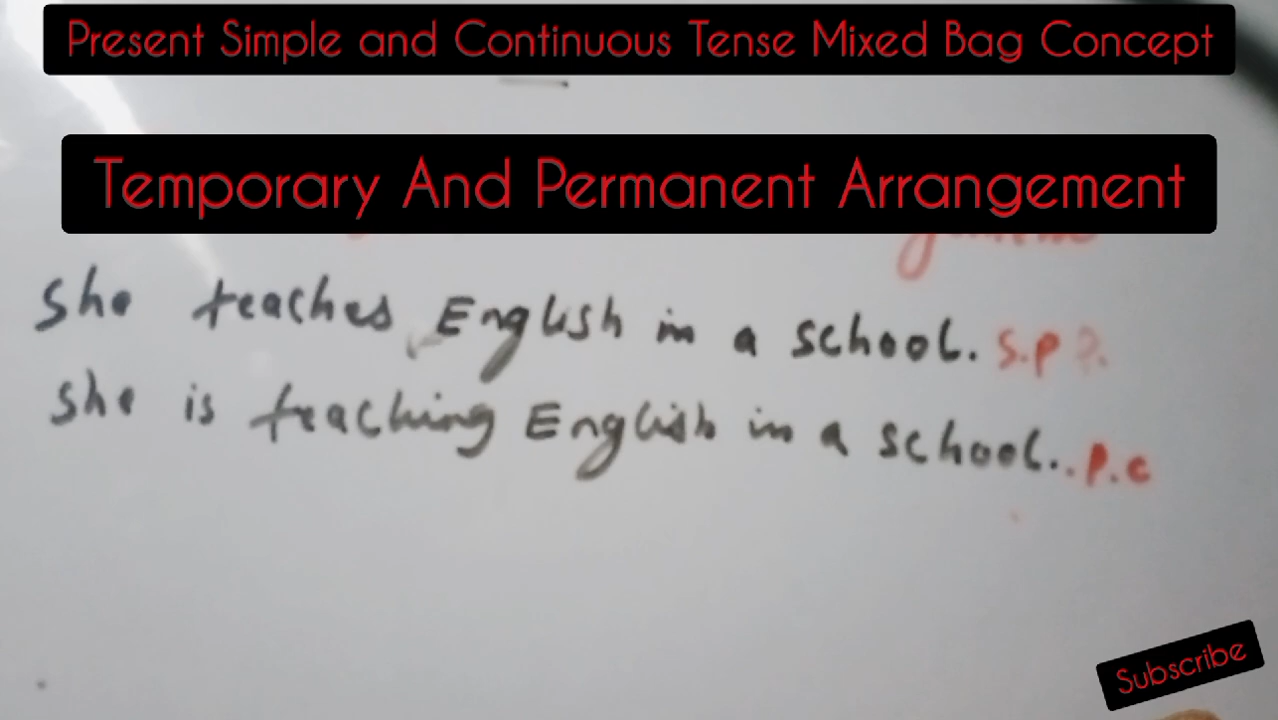 Present Simple and Continuous Tense Mixed Bag Concept
Temporary And Permanent Arrangement
She teaches English in a school. S.P ?.
She is teaching English in a school.. P.C
Subscribe